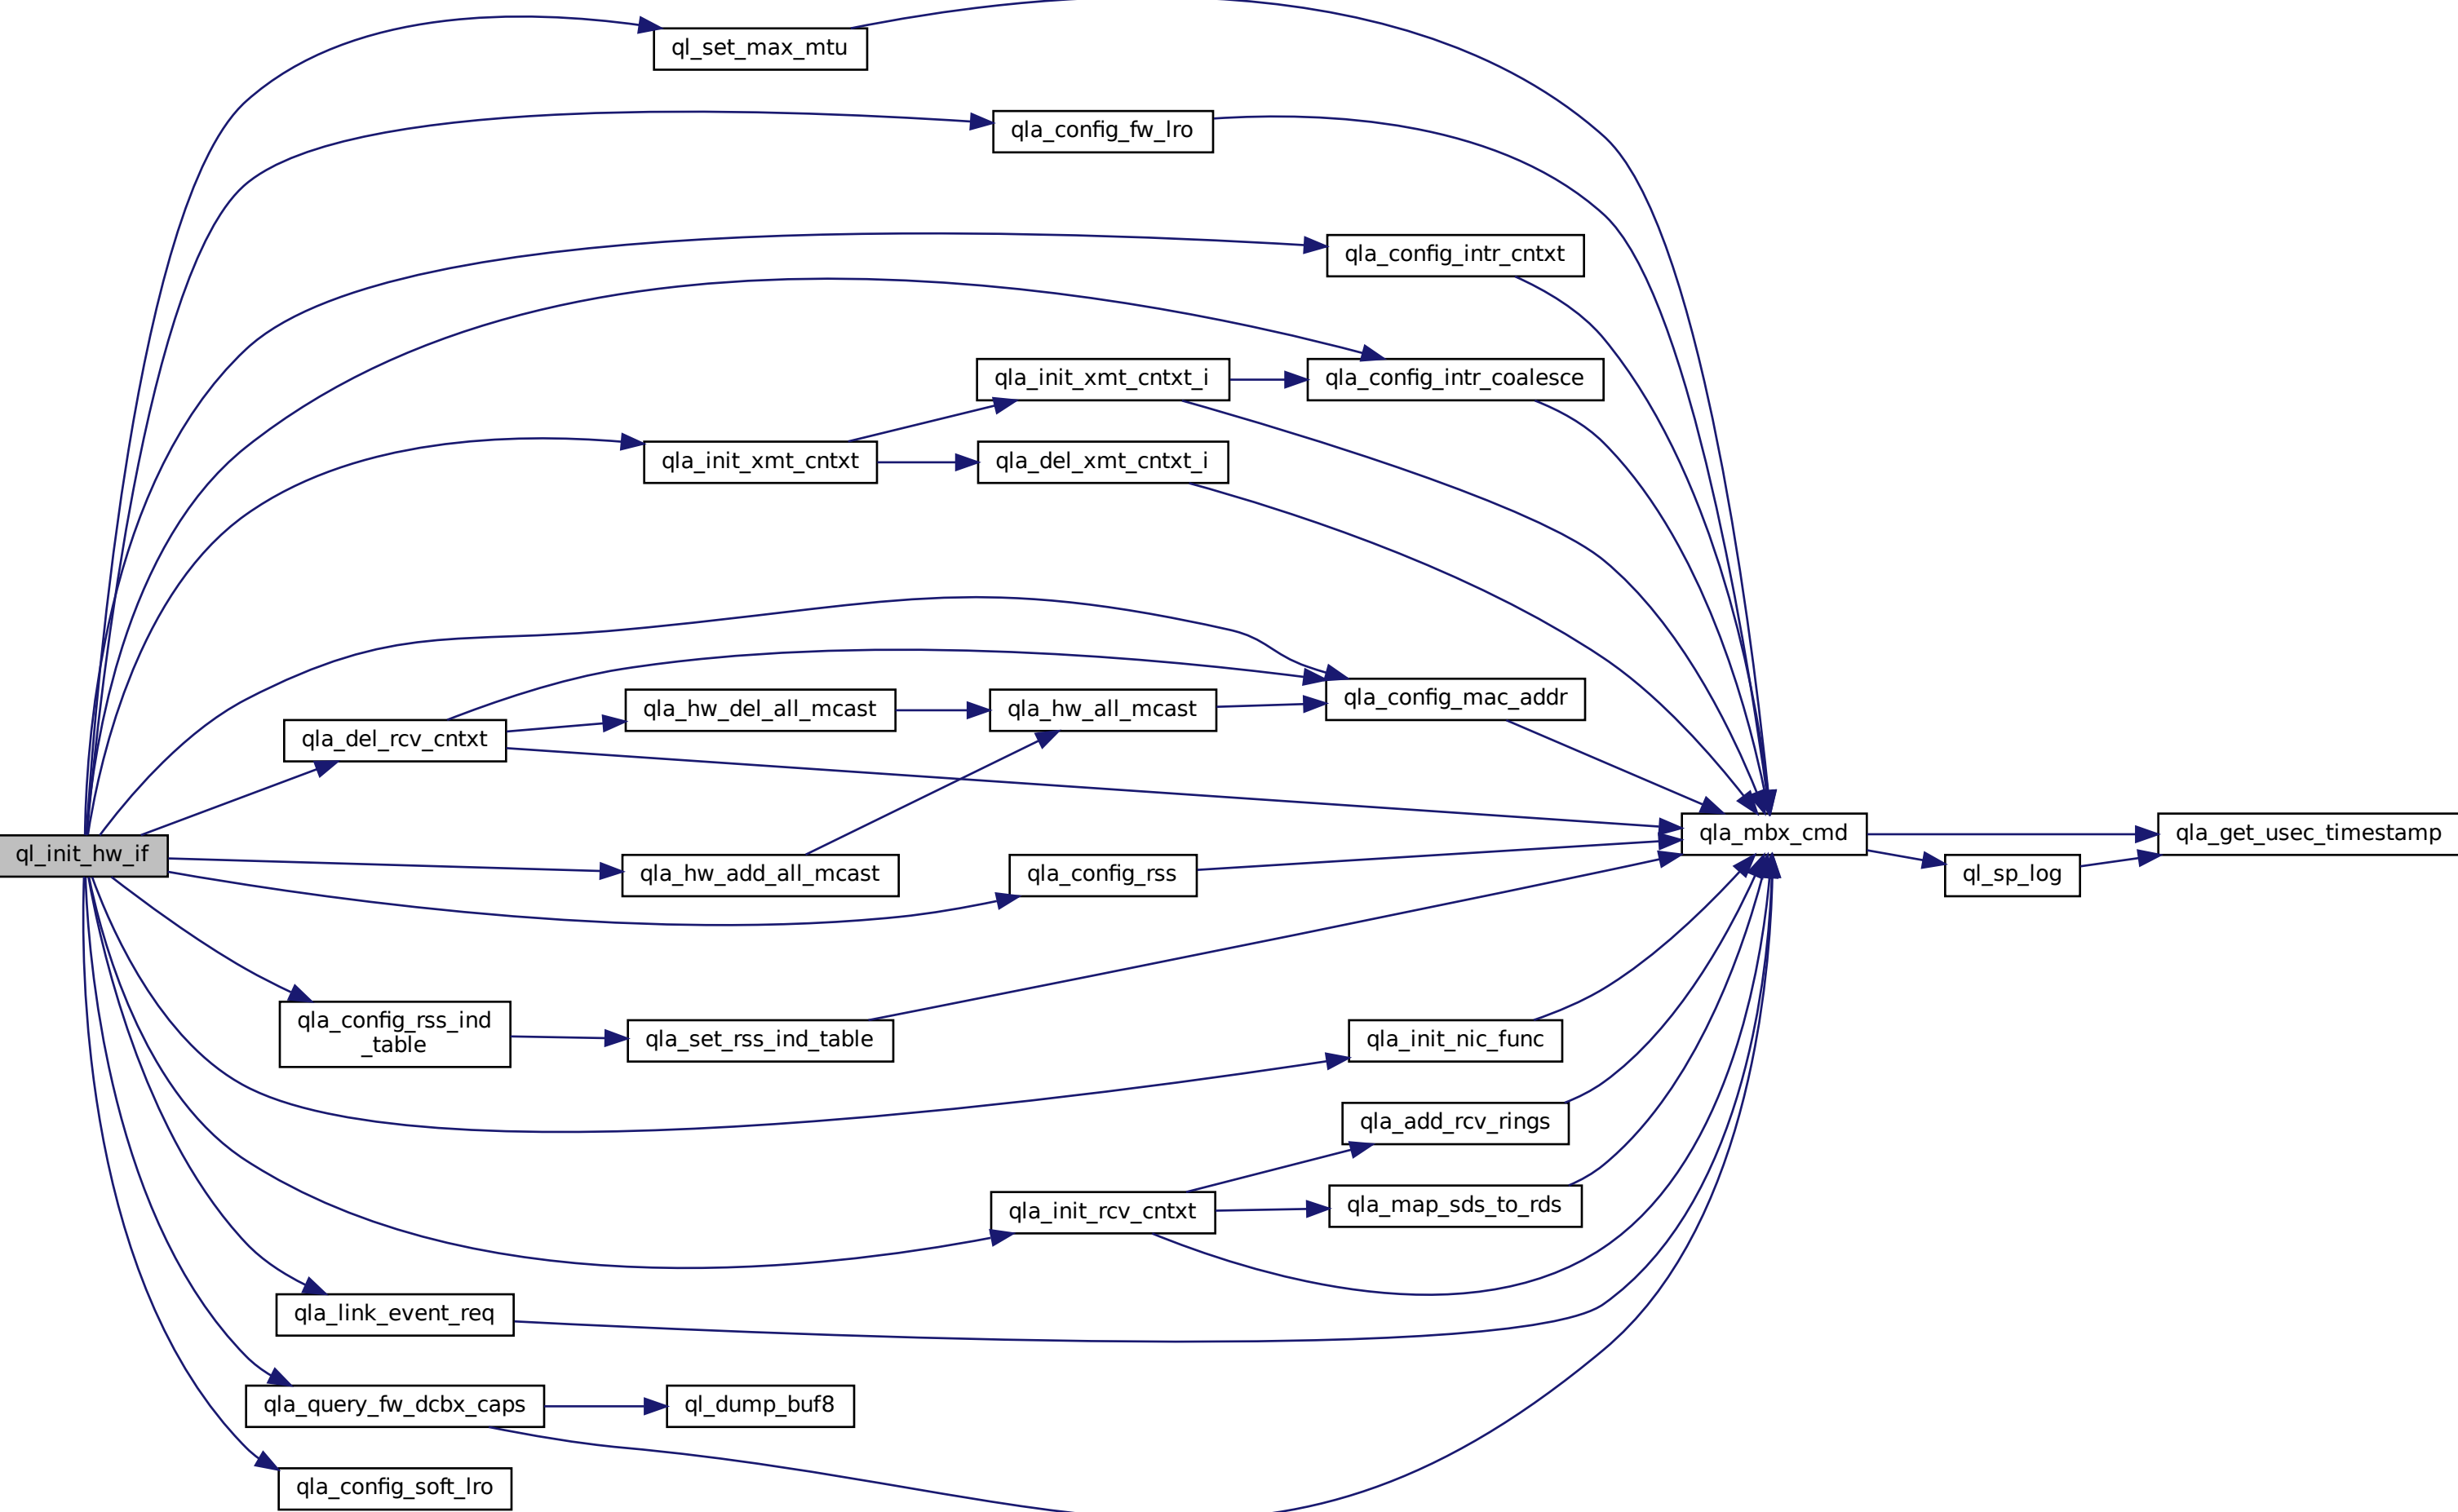 ql_set_max_mtu
qla_config_fw_lro
qla_config_intr_cntxt
qla_init_xmt_cntxt_i
qla_config_intr_coalesce
qla_init_xmt_cntxt
qla_del_xmt_cntxt_i
qla_config_mac_addr
qla_hw_del_all_mcast
qla_hw_all_mcast
qla_del_rcv_cntxt
qla_mbx_cmd
qla_get_usec_timestamp
ql_init_hw_if
qla_hw_add_all_mcast
qla_config_rss
ql_sp_log
qla_config_rss_ind
_table
qla_set_rss_ind_table
qla_init_nic_func
qla_add_rcv_rings
qla_init_rcv_cntxt
qla_map_sds_to_rds
qla_link_event_req
qla_query_fw_dcbx_caps
ql_dump_buf8
qla_config_soft_lro